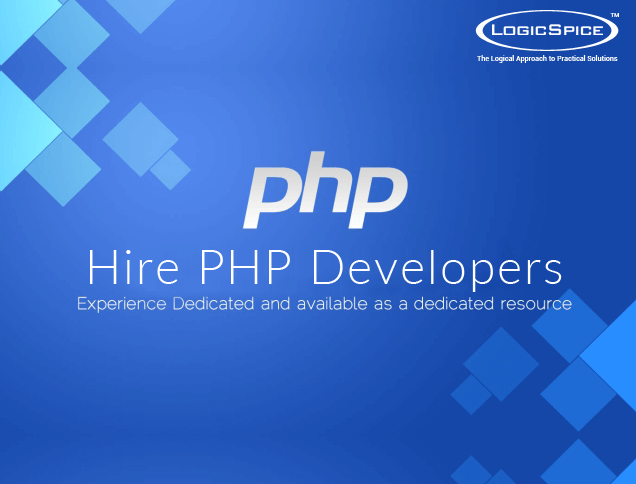 LOGICSPICE™
The Logical Approach to Practical Solutions
php
Hire PHP Developers
Experience Dedicated and available as a dedicated resource